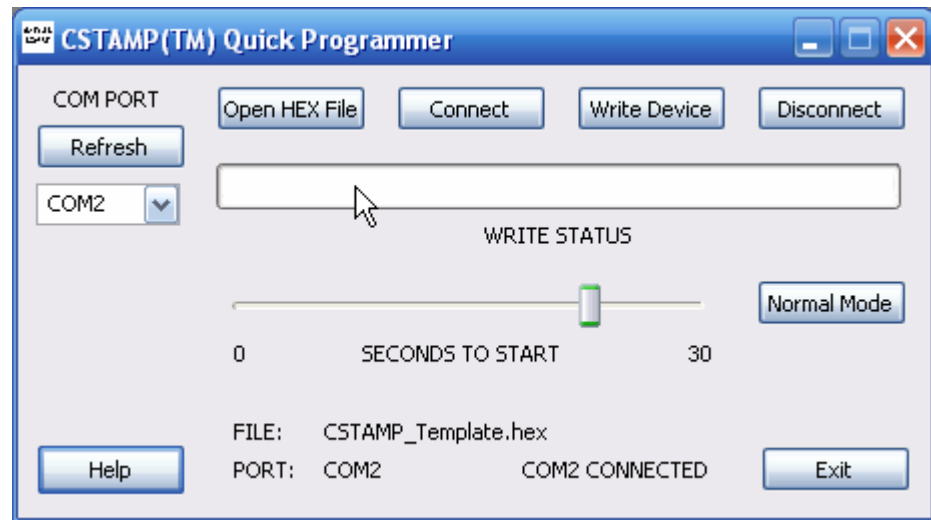 CSTAMP(TM) Quick Programmer
COM PORT
Open HEX File Connect Write Device Disconnect
Refresh
COM2
WRITE STATUS
Normal Mode
0 SECONDS TO START 30
FILE: CSTAMP_Template.hex
Help PORT: COM2 COM2 CONNECTED Exit